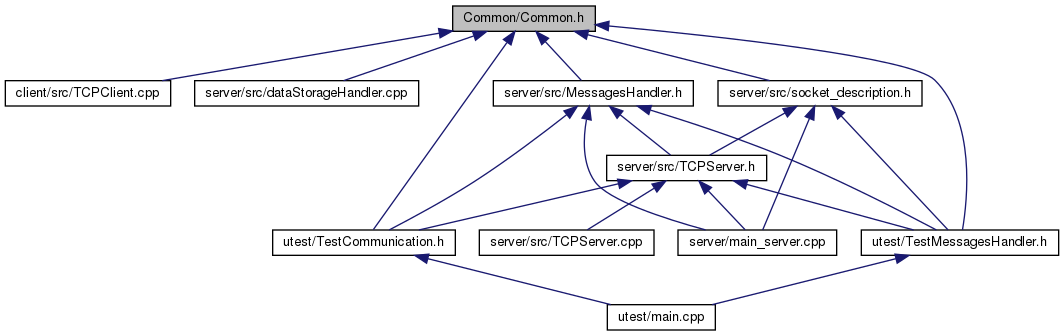 Common/Common.h
client/src/TCPClient.cpp
server/src/dataStorageHandler.cpp
server/src/MessagesHandler.h
server/src/socket_description.h
server/src/TCPServer.h
utest/TestCommunication.h
server/src/TCPServer.cpp
server/main_server.cpp
utest/TestMessagesHandler.h
utest/main.cpp